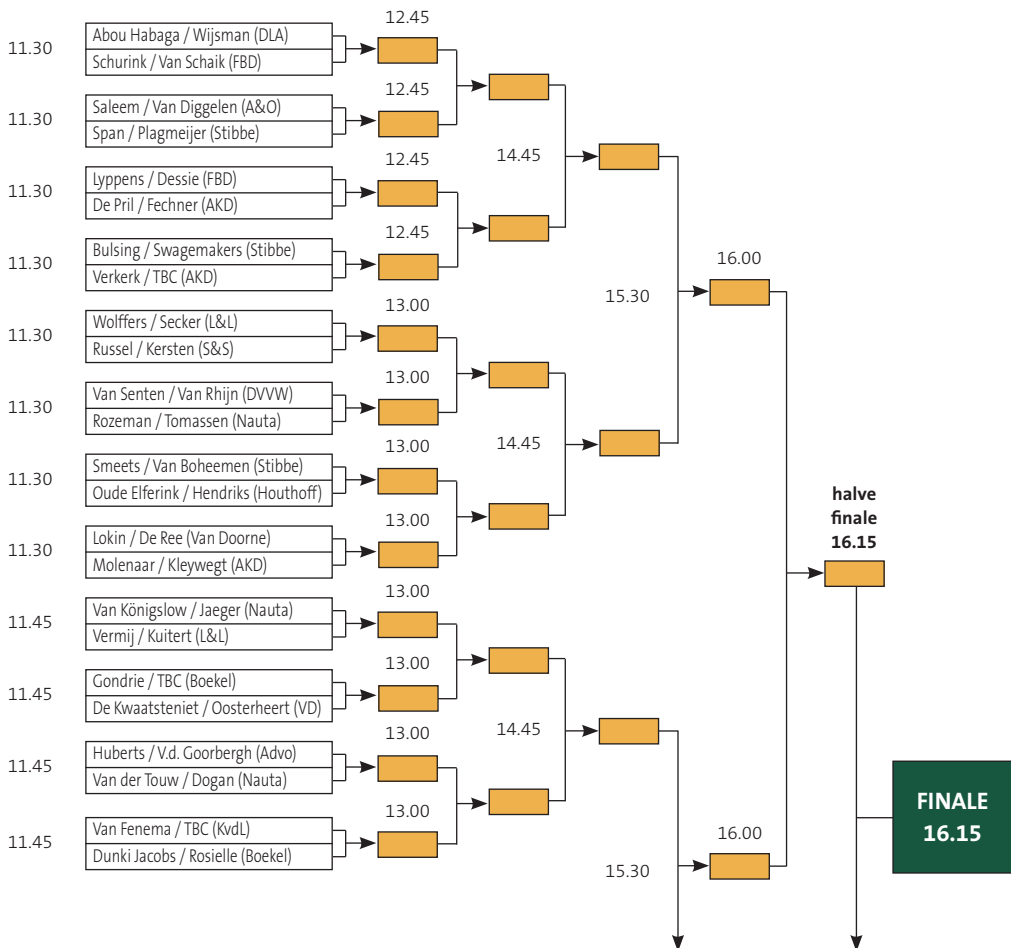 12.45
11.30
Abou Habaga / Wijsman (DLA)
Schurink / Van Schaik (FBD)
12.45
11.30
Saleem / Van Diggelen (A&O)
Span / Plagmeijer (Stibbe)
14.45
12.45
11.30
Lyppens / Dessie (FBD)
De Pril / Fechner (AKD)
12.45
11.30
Bulsing / Swagemakers (Stibbe)
Verkerk / TBC (AKD)
16.00
15.30
13.00
11.30
Wolffers / Secker (L&L)
Russel / Kersten (S&S)
13.00
11.30
Van Senten / Van Rhijn (DVVW)
Rozeman / Tomassen (Nauta)
14.45
13.00
11.30
Smeets / Van Boheemen (Stibbe)
Oude Elferink / Hendriks (Houthoff)
13.00
11.30
Lokin / De Ree (Van Doorne)
Molenaar / Kleywegt (AKD)
halve
finale
16.15
13.00
11.45
Van Königslow / Jaeger (Nauta)
Vermij / Kuitert (L&L)
13.00
11.45
Gondrie / TBC (Boekel)
De Kwaatsteniet / Oosterheert (VD)
14.45
13.00
11.45
Huberts / V.d. Goorbergh (Advo)
Van der Touw / Dogan (Nauta)
13.00
11.45
Van Fenema / TBC (KvdL)
Dunki Jacobs / Rosielle (Boekel)
16.00
15.30
FINALE
16.15